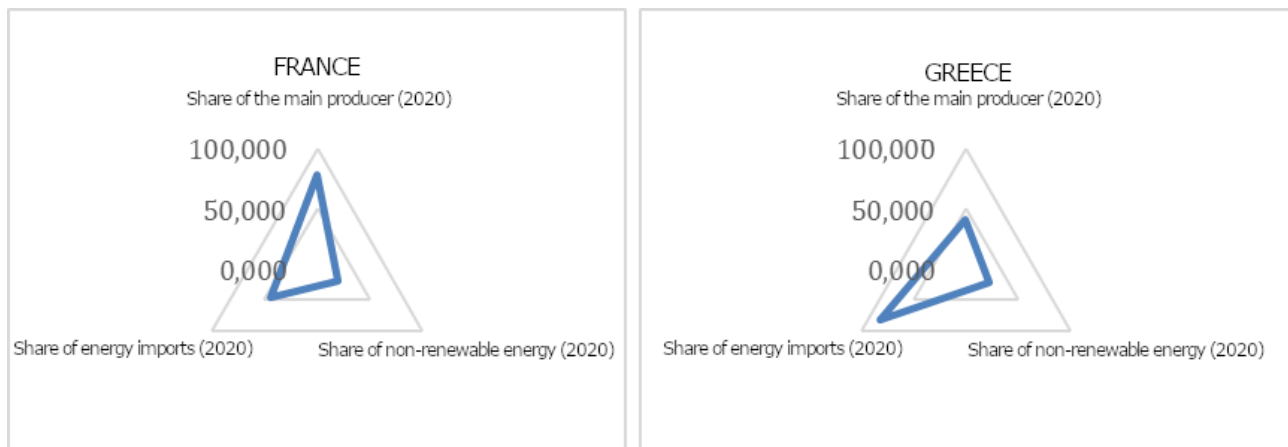 FRANCE
Share of the main producer (2020)
100,000
50,000
0,000
Share of energy imports (2020)
Share of non-renewable energy (2020)
GREECE
Share of the main producer (2020)
100,000
50,000
0,000
Share of energy imports (2020)
Share of non-renewable energy (2020)